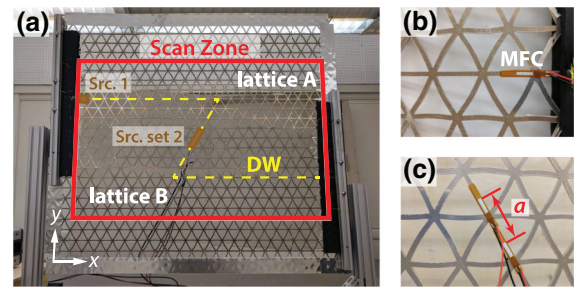 (a)
Scan Zone
lattice A
Src. 1
Src. set 2
DW
lattice B
y
x
(b)
MFC
(c)
a